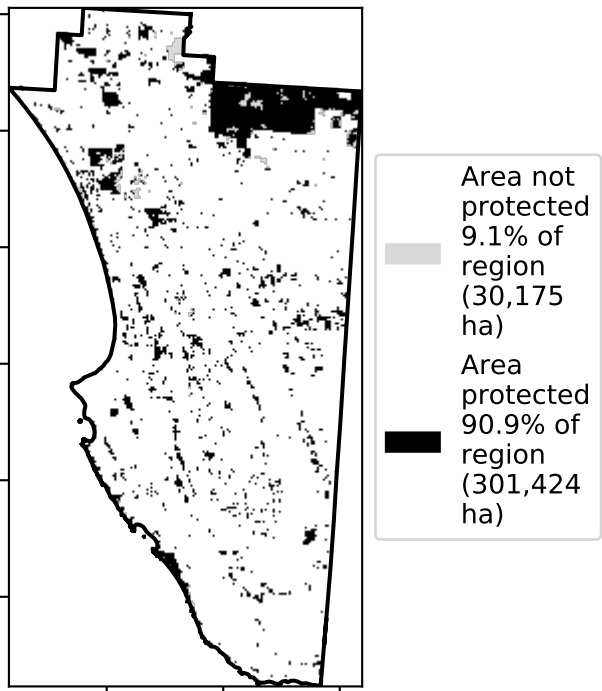 Area not
protected
9.1% of
region
(30,175
ha)
Area
protected
90.9% of
region
(301,424
ha)